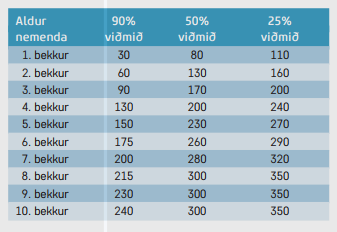 Aldur nemenda 90% viðmið 50% viðmið 25% viðmið
1. bekkur 30 80 110
2. bekkur 60 130 160
3. bekkur 90 170 200
4. bekkur 130 200 240
5. bekkur 150 230 270
6. bekkur 175 260 290
7. bekkur 200 280 320
8. bekkur 215 300 350
9. bekkur 230 300 350
10. bekkur 240 300 350